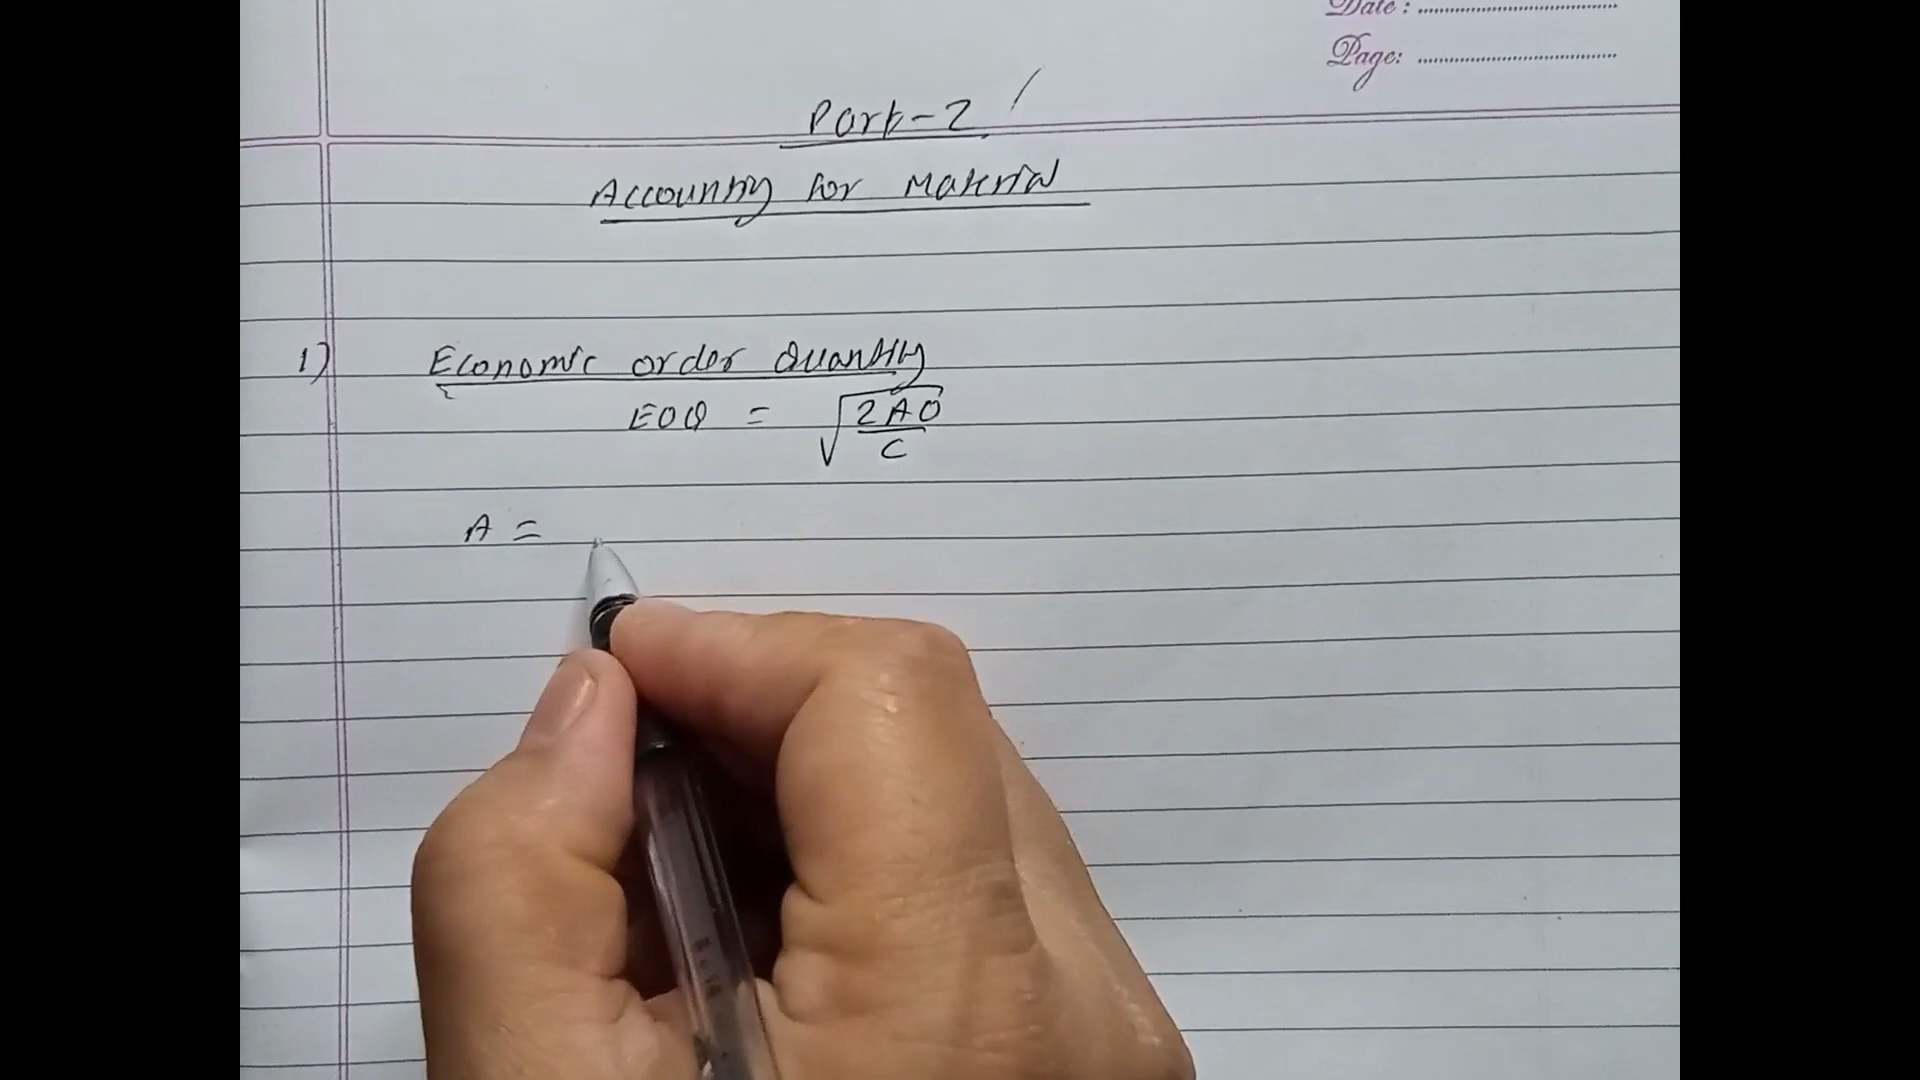 Date : ........................................
Page: ........................................
Part-2
Accounting for Material
1) Economic order Quantity
EOQ = √2AO/C
A =